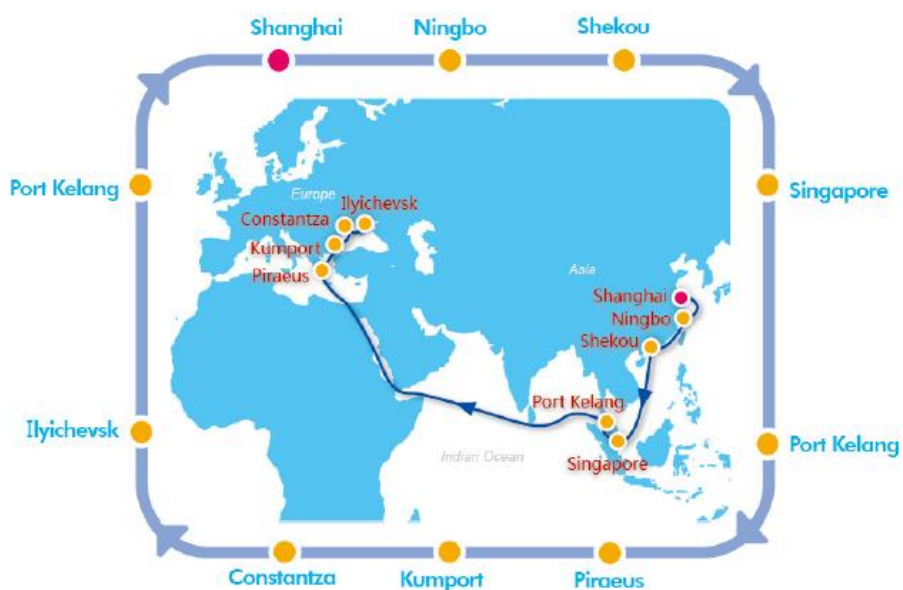 Shanghai
Ningbo
Shekou
Port Kelang
Singapore
Europe
Ilyichevsk
Constantza
Kumport
Piraeus
Asia
Shanghai
Ningbo
Shekou
Port Kelang
Singapore
Indian Ocean
Ilyichevsk
Port Kelang
Constantza
Kumport
Piraeus